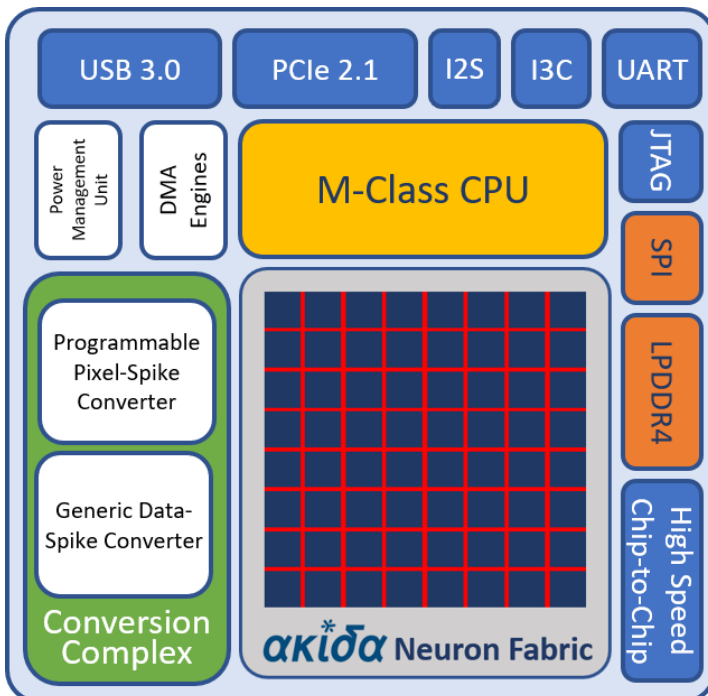 USB 3.0
PCIe 2.1
I2S
I3C
UART
Power
Management
Unit
DMA
Engines
M-Class CPU
JTAG
SPI
LPDDR4
High Speed
Chip-to-Chip
Programmable
Pixel-Spike
Converter
Generic Data-
Spike Converter
Conversion
Complex
ακίδα Neuron Fabric